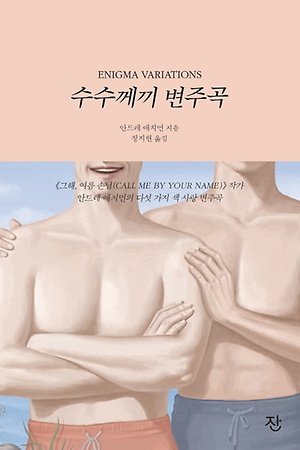 ENIGMA VARIATIONS
수수께끼 변주곡
안드레 애치먼 지음
정지현 옮김
《그해, 여름 손님(CALL ME BY YOUR NAME)》 작가
안드레 애치먼의 다섯 가지 색 사랑 변주곡
잔